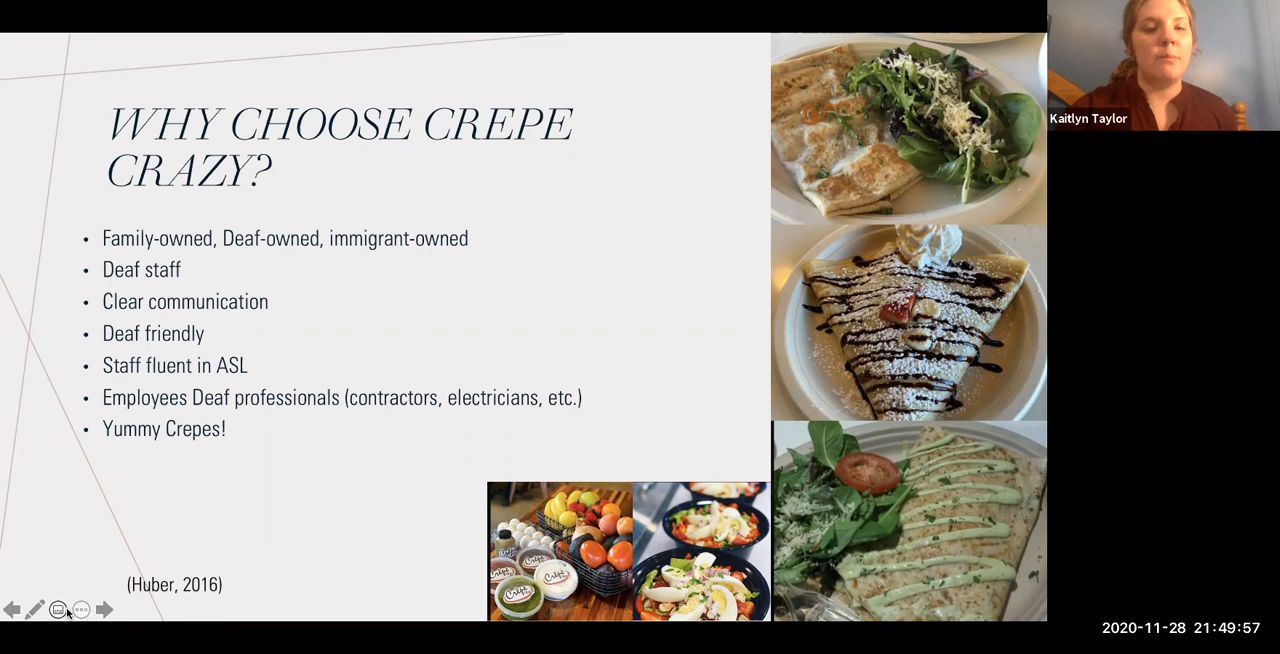 WHY CHOOSE CREPE
CRAZY?
• Family-owned, Deaf-owned, immigrant-owned
• Deaf staff
• Clear communication
• Deaf friendly
• Staff fluent in ASL
• Employees Deaf professionals (contractors, electricians, etc.)
• Yummy Crepes!
(Huber, 2016)
Kaitlyn Taylor
2020-11-28 21:49:57